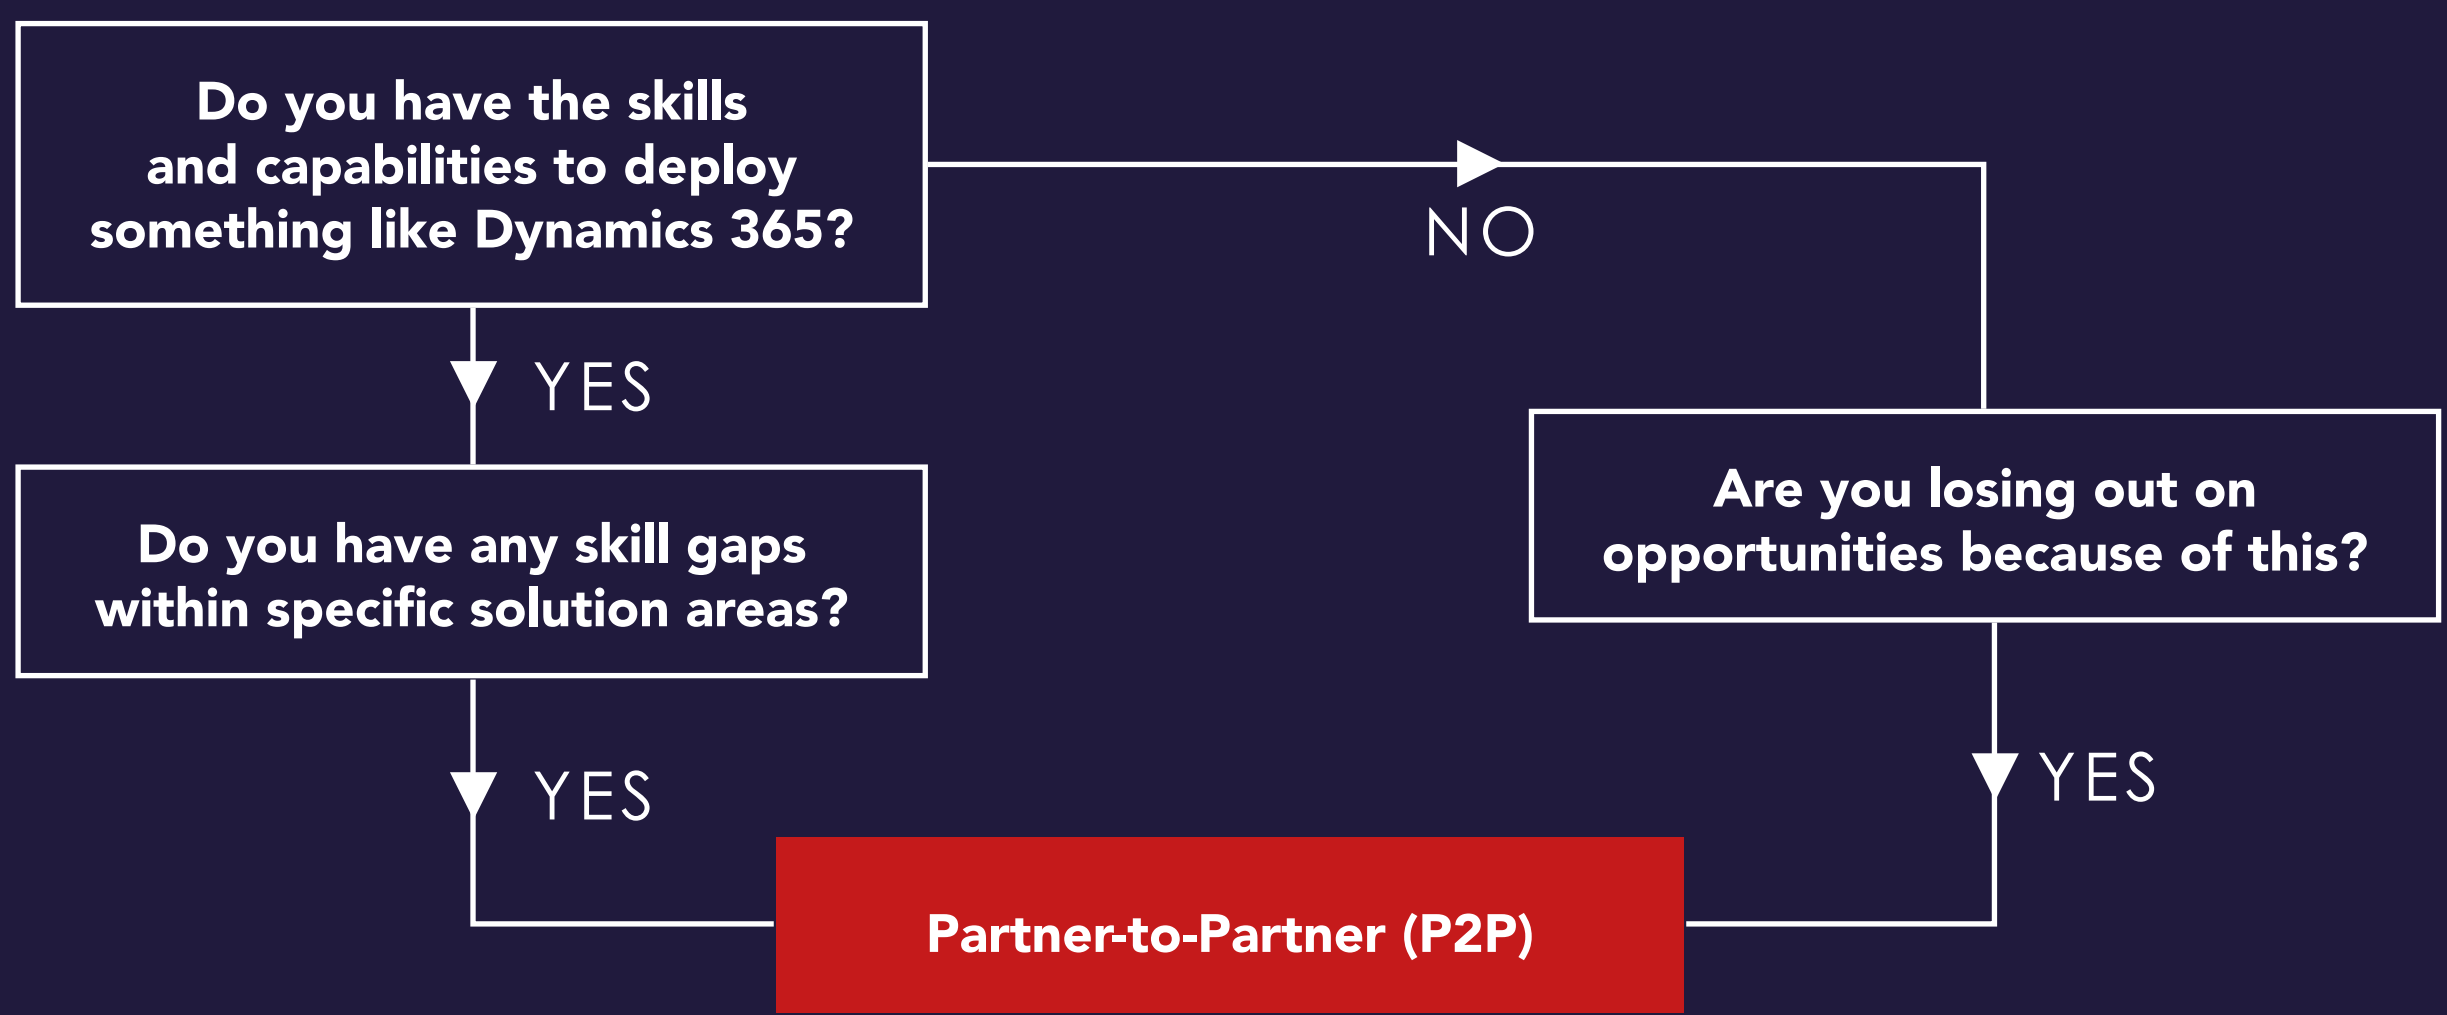 Do you have the skills
and capabilities to deploy
something like Dynamics 365?
NO
YES
Do you have any skill gaps
within specific solution areas?
Are you losing out on
opportunities because of this?
YES
YES
Partner-to-Partner (P2P)